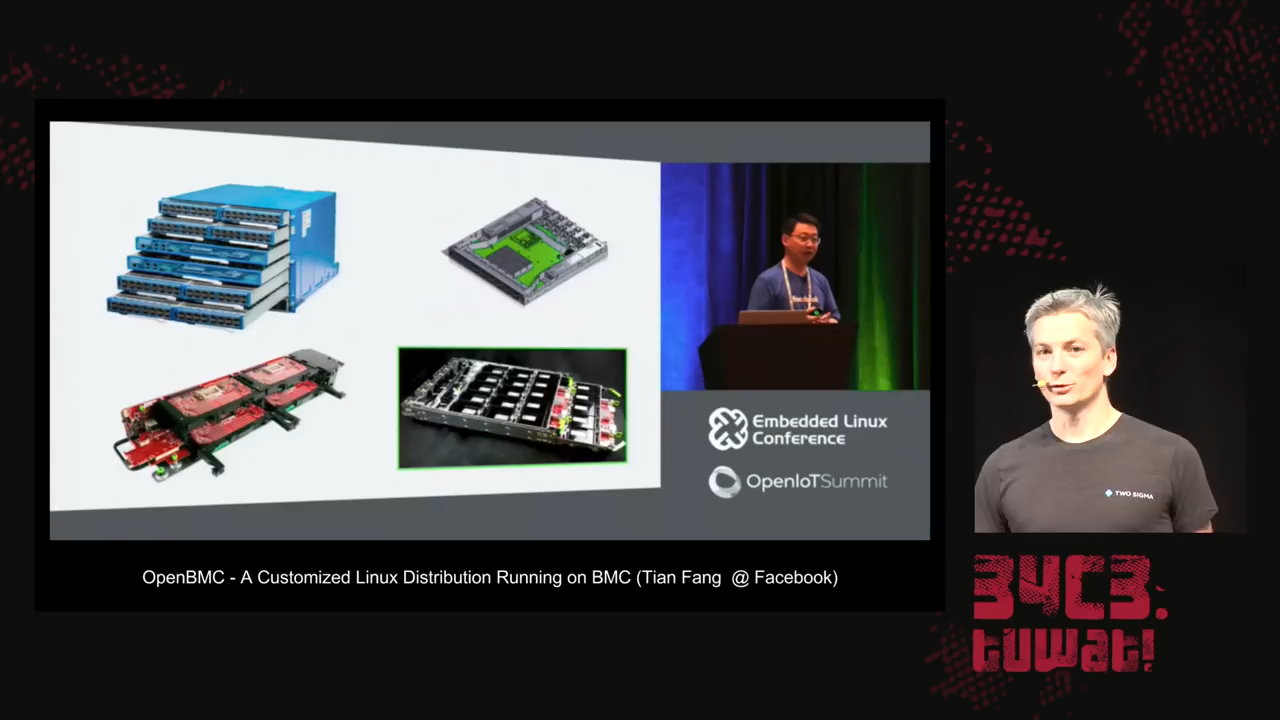 Embedded Linux
Conference
OpenIoTSummit
OpenBMC - A Customized Linux Distribution Running on BMC (Tian Fang @ Facebook)
TWO SIGMA
34C3.
tuwat!